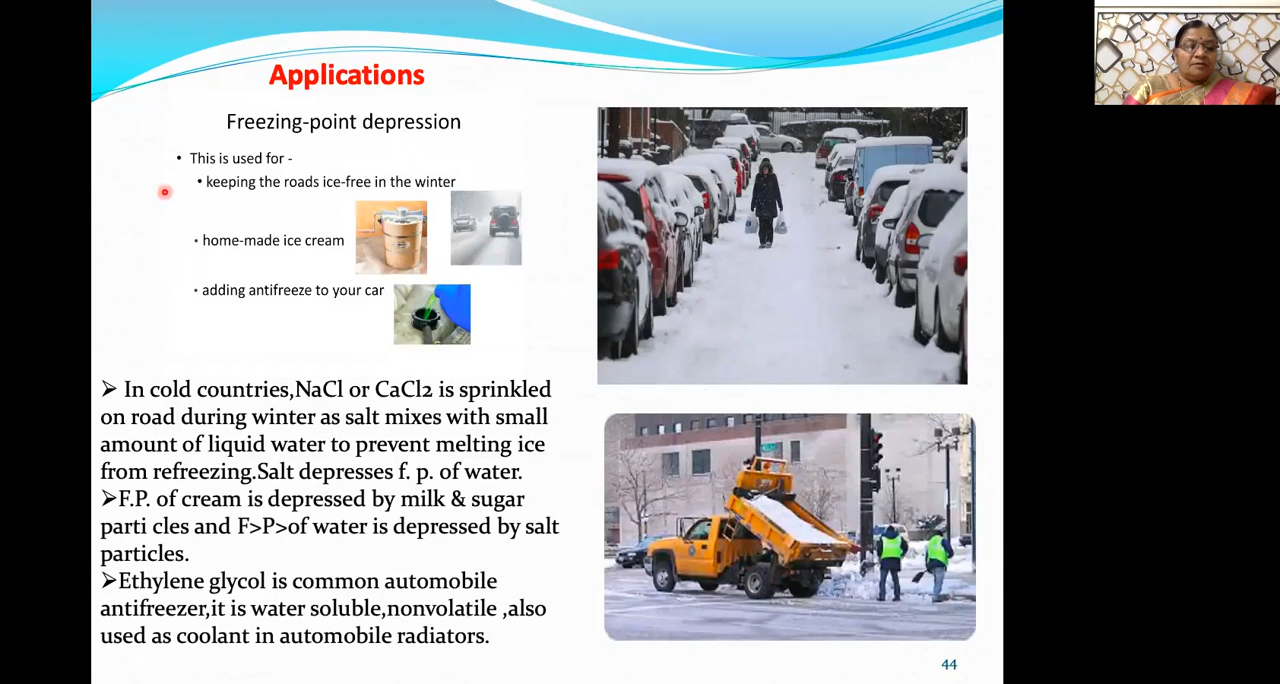 Applications
Freezing-point depression
• This is used for -
• keeping the roads ice-free in the winter
• home-made ice cream
• adding antifreeze to your car
➢ In cold countries,NaCl or CaCl2 is sprinkled
on road during winter as salt mixes with small
amount of liquid water to prevent melting ice
from refreezing.Salt depresses f. p. of water.
➢F.P. of cream is depressed by milk & sugar
parti cles and F>P>of water is depressed by salt
particles.
➢Ethylene glycol is common automobile
antifreezer,it is water soluble,nonvolatile ,also
used as coolant in automobile radiators.
44